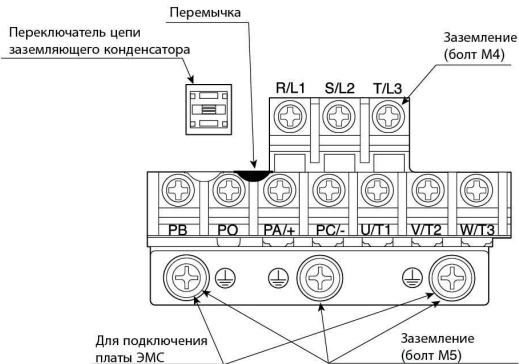 Перемычка
Переключатель цепи
заземляющего конденсатора
Заземление
(болт М4)
R/L1 S/L2 T/L3
PB PO PA/+ PC/- U/T1 V/T2 W/T3
Для подключения
платы ЭМС
Заземление
(болт М5)